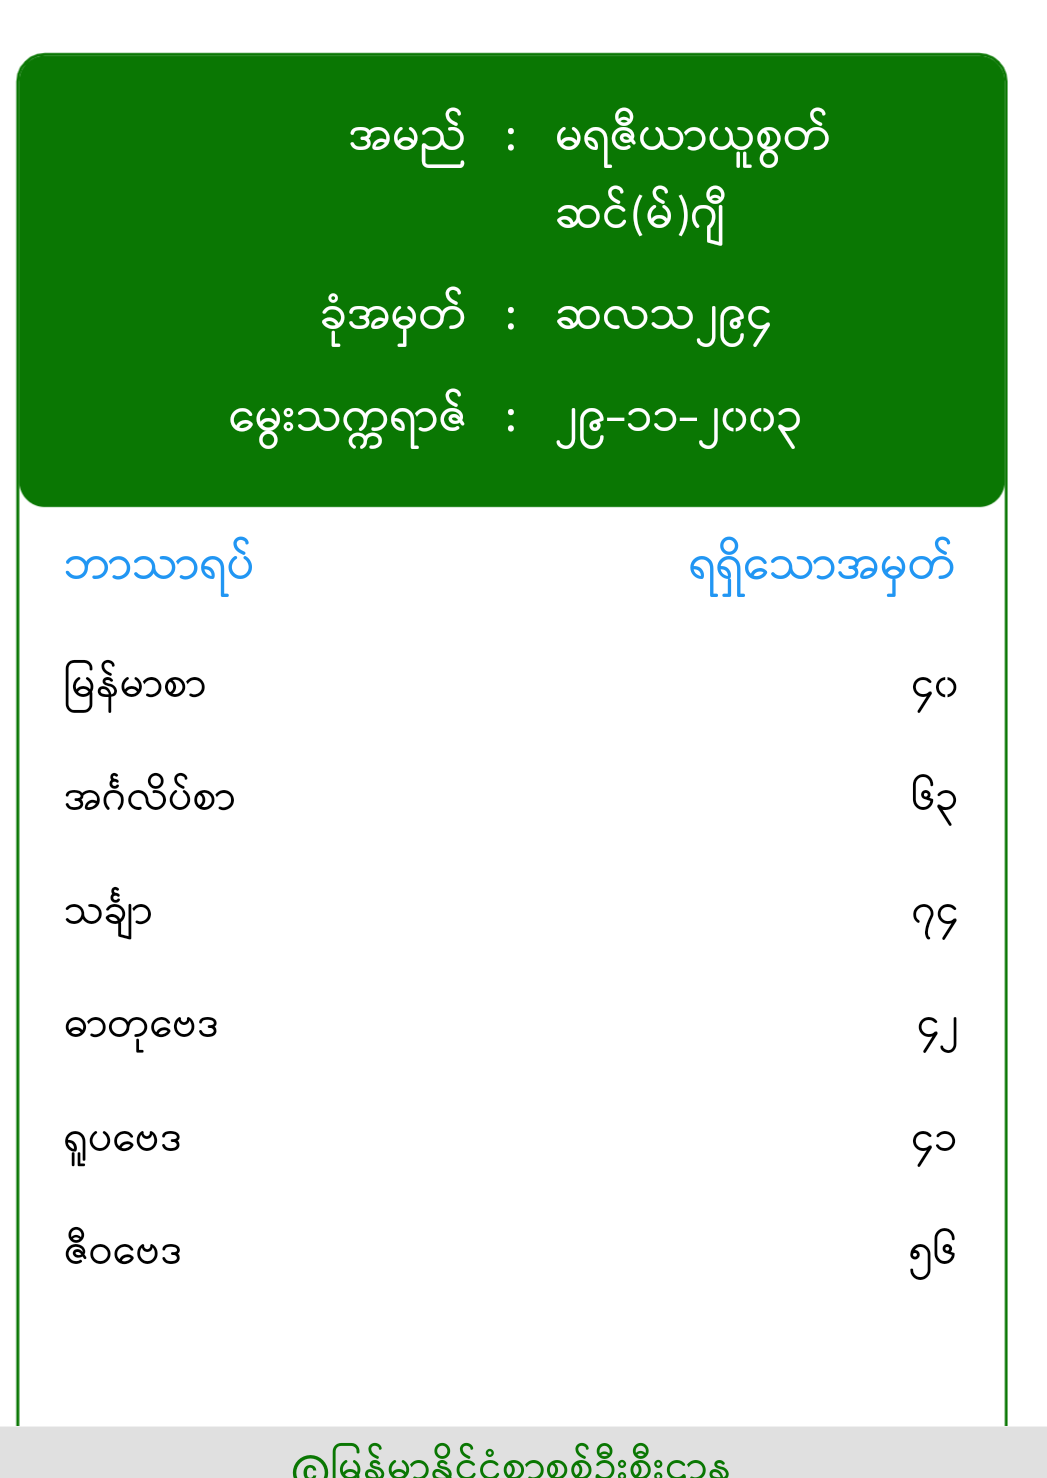 အမည် : မရဇီယာယူစွတ်
ဆင်(မ်)ဂျီ
ခုံအမှတ် : ဆလသ၂၉၄
မွေးသက္ကရာဇ် : ၂၉-၁၁-၂၀၀၃
ဘာသာရပ် ရရှိသောအမှတ်
မြန်မာစာ ၄၀
အင်္ဂလိပ်စာ ၆၃
သင်္ချာ ၇၄
ဓာတုဗေဒ ၄၂
ရူပဗေဒ ၄၁
ဇီဝဗေဒ ၅၆
©မြန်မာနိုင်ငံစာစစ်ဦးစီးဌာန